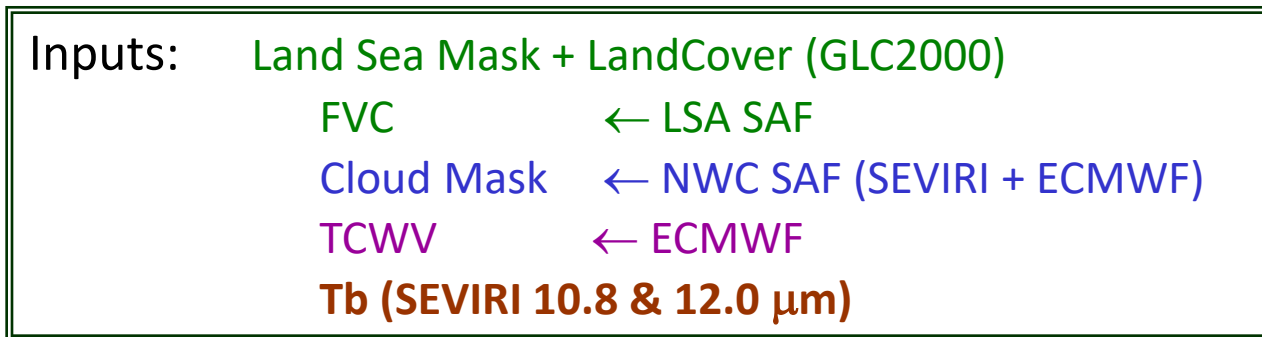 Inputs: Land Sea Mask + LandCover (GLC2000)
FVC ← LSA SAF
Cloud Mask ← NWC SAF (SEVIRI + ECMWF)
TCWV ← ECMWF
Tb (SEVIRI 10.8 & 12.0 μm)